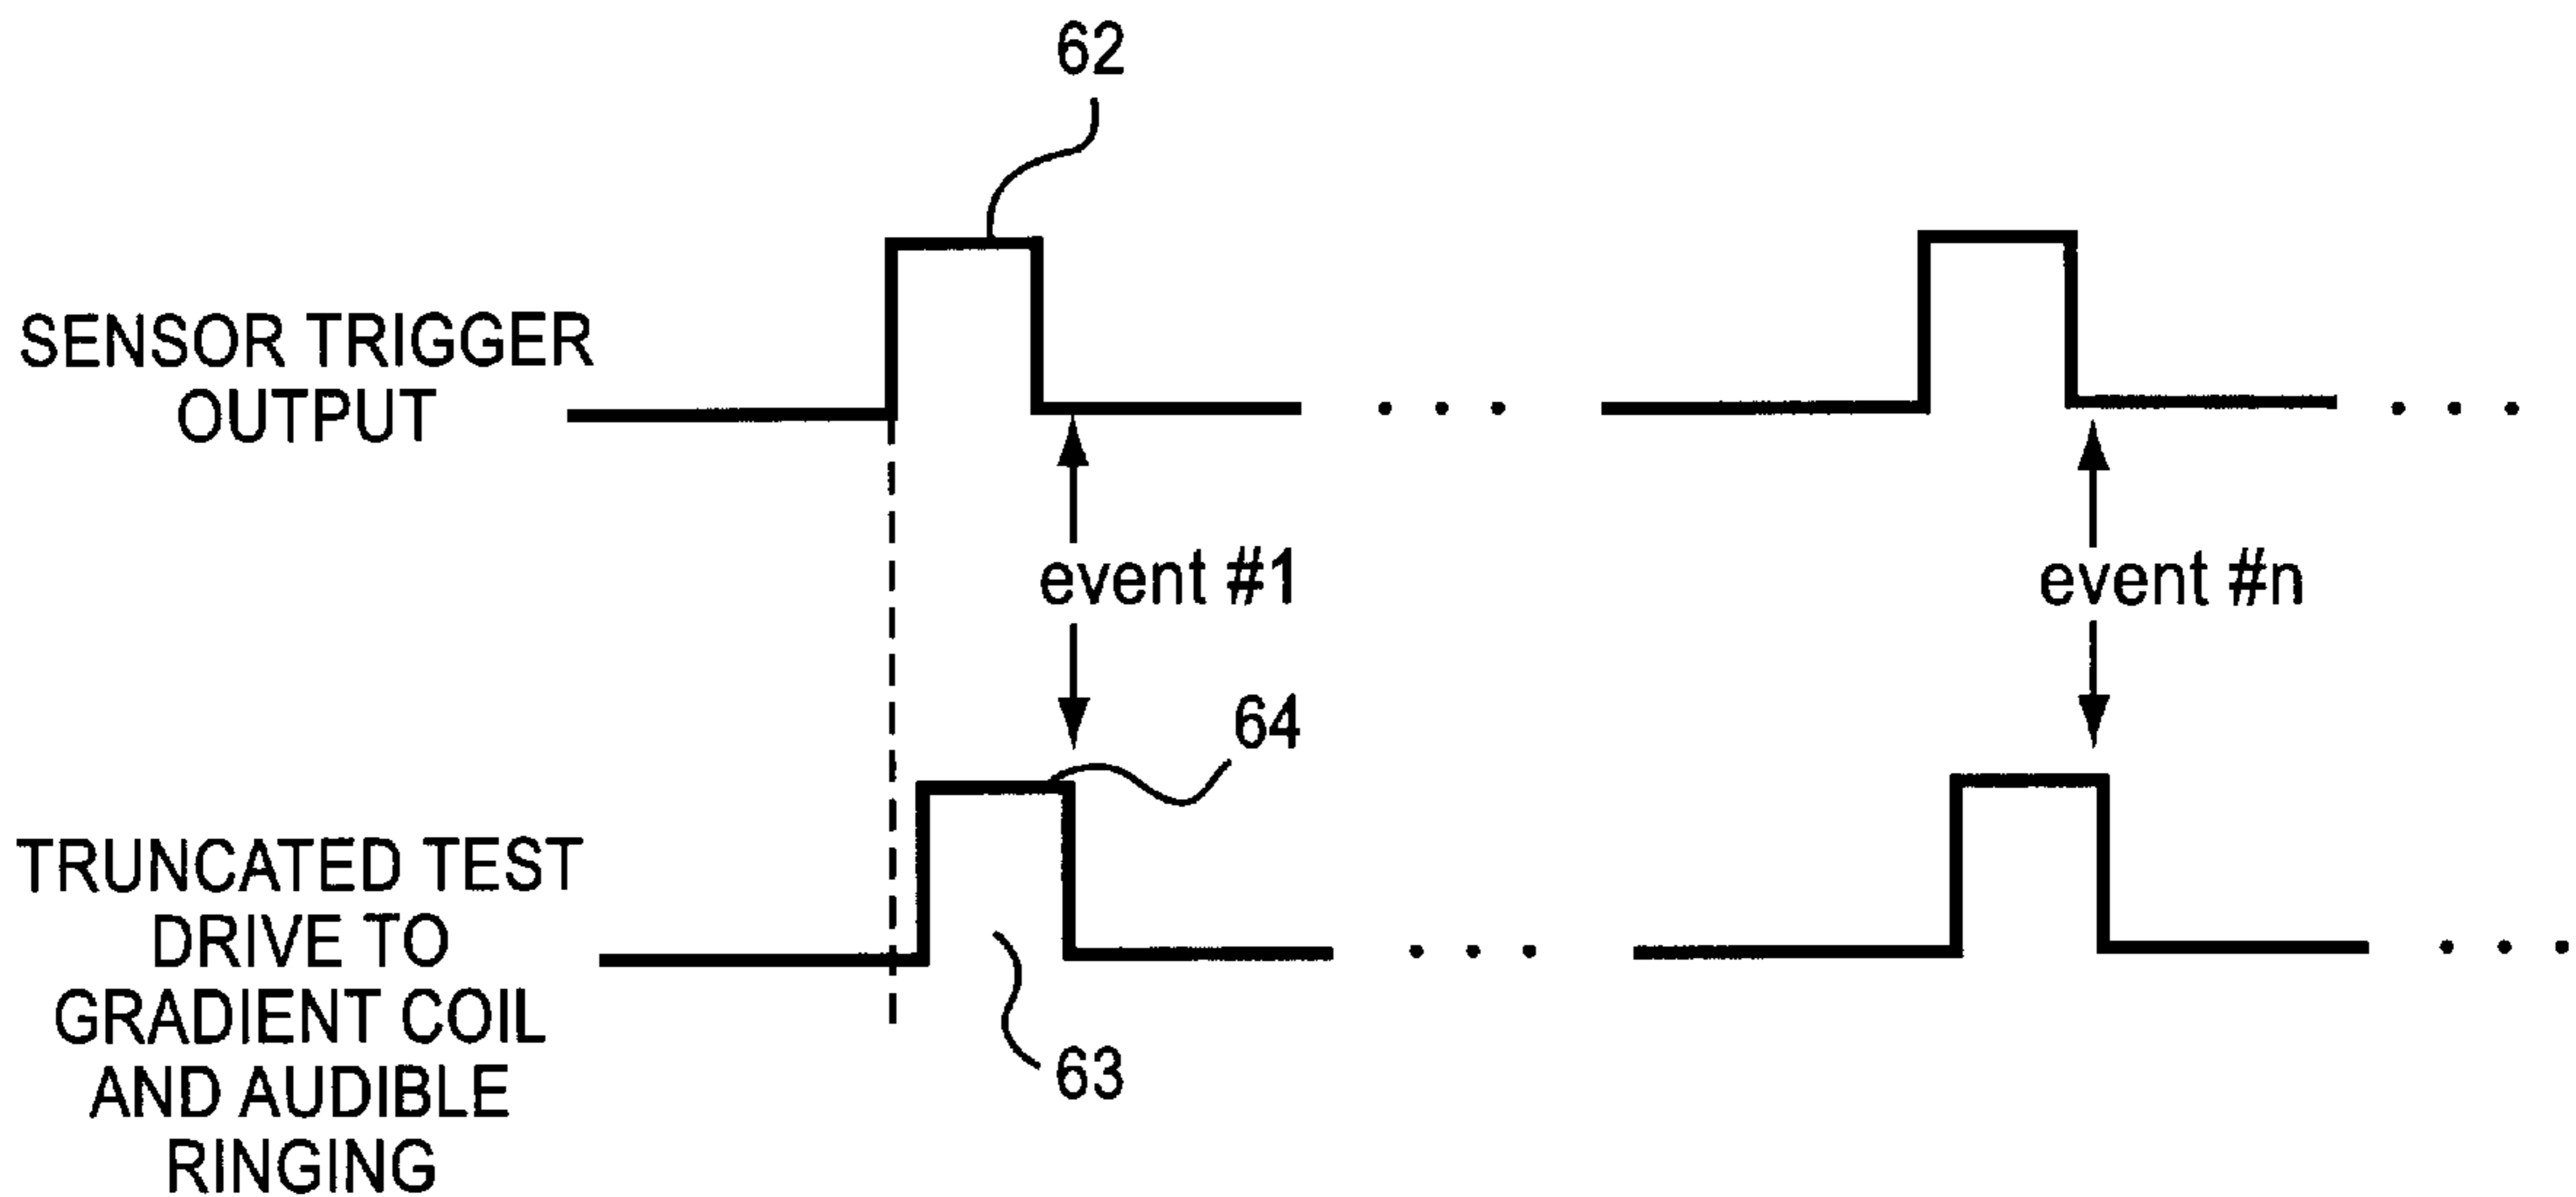 62
SENSOR TRIGGER
OUTPUT
. . .
. . .
event #1
event #n
64
TRUNCATED TEST
DRIVE TO
GRADIENT COIL
AND AUDIBLE
RINGING
. . .
. . .
63